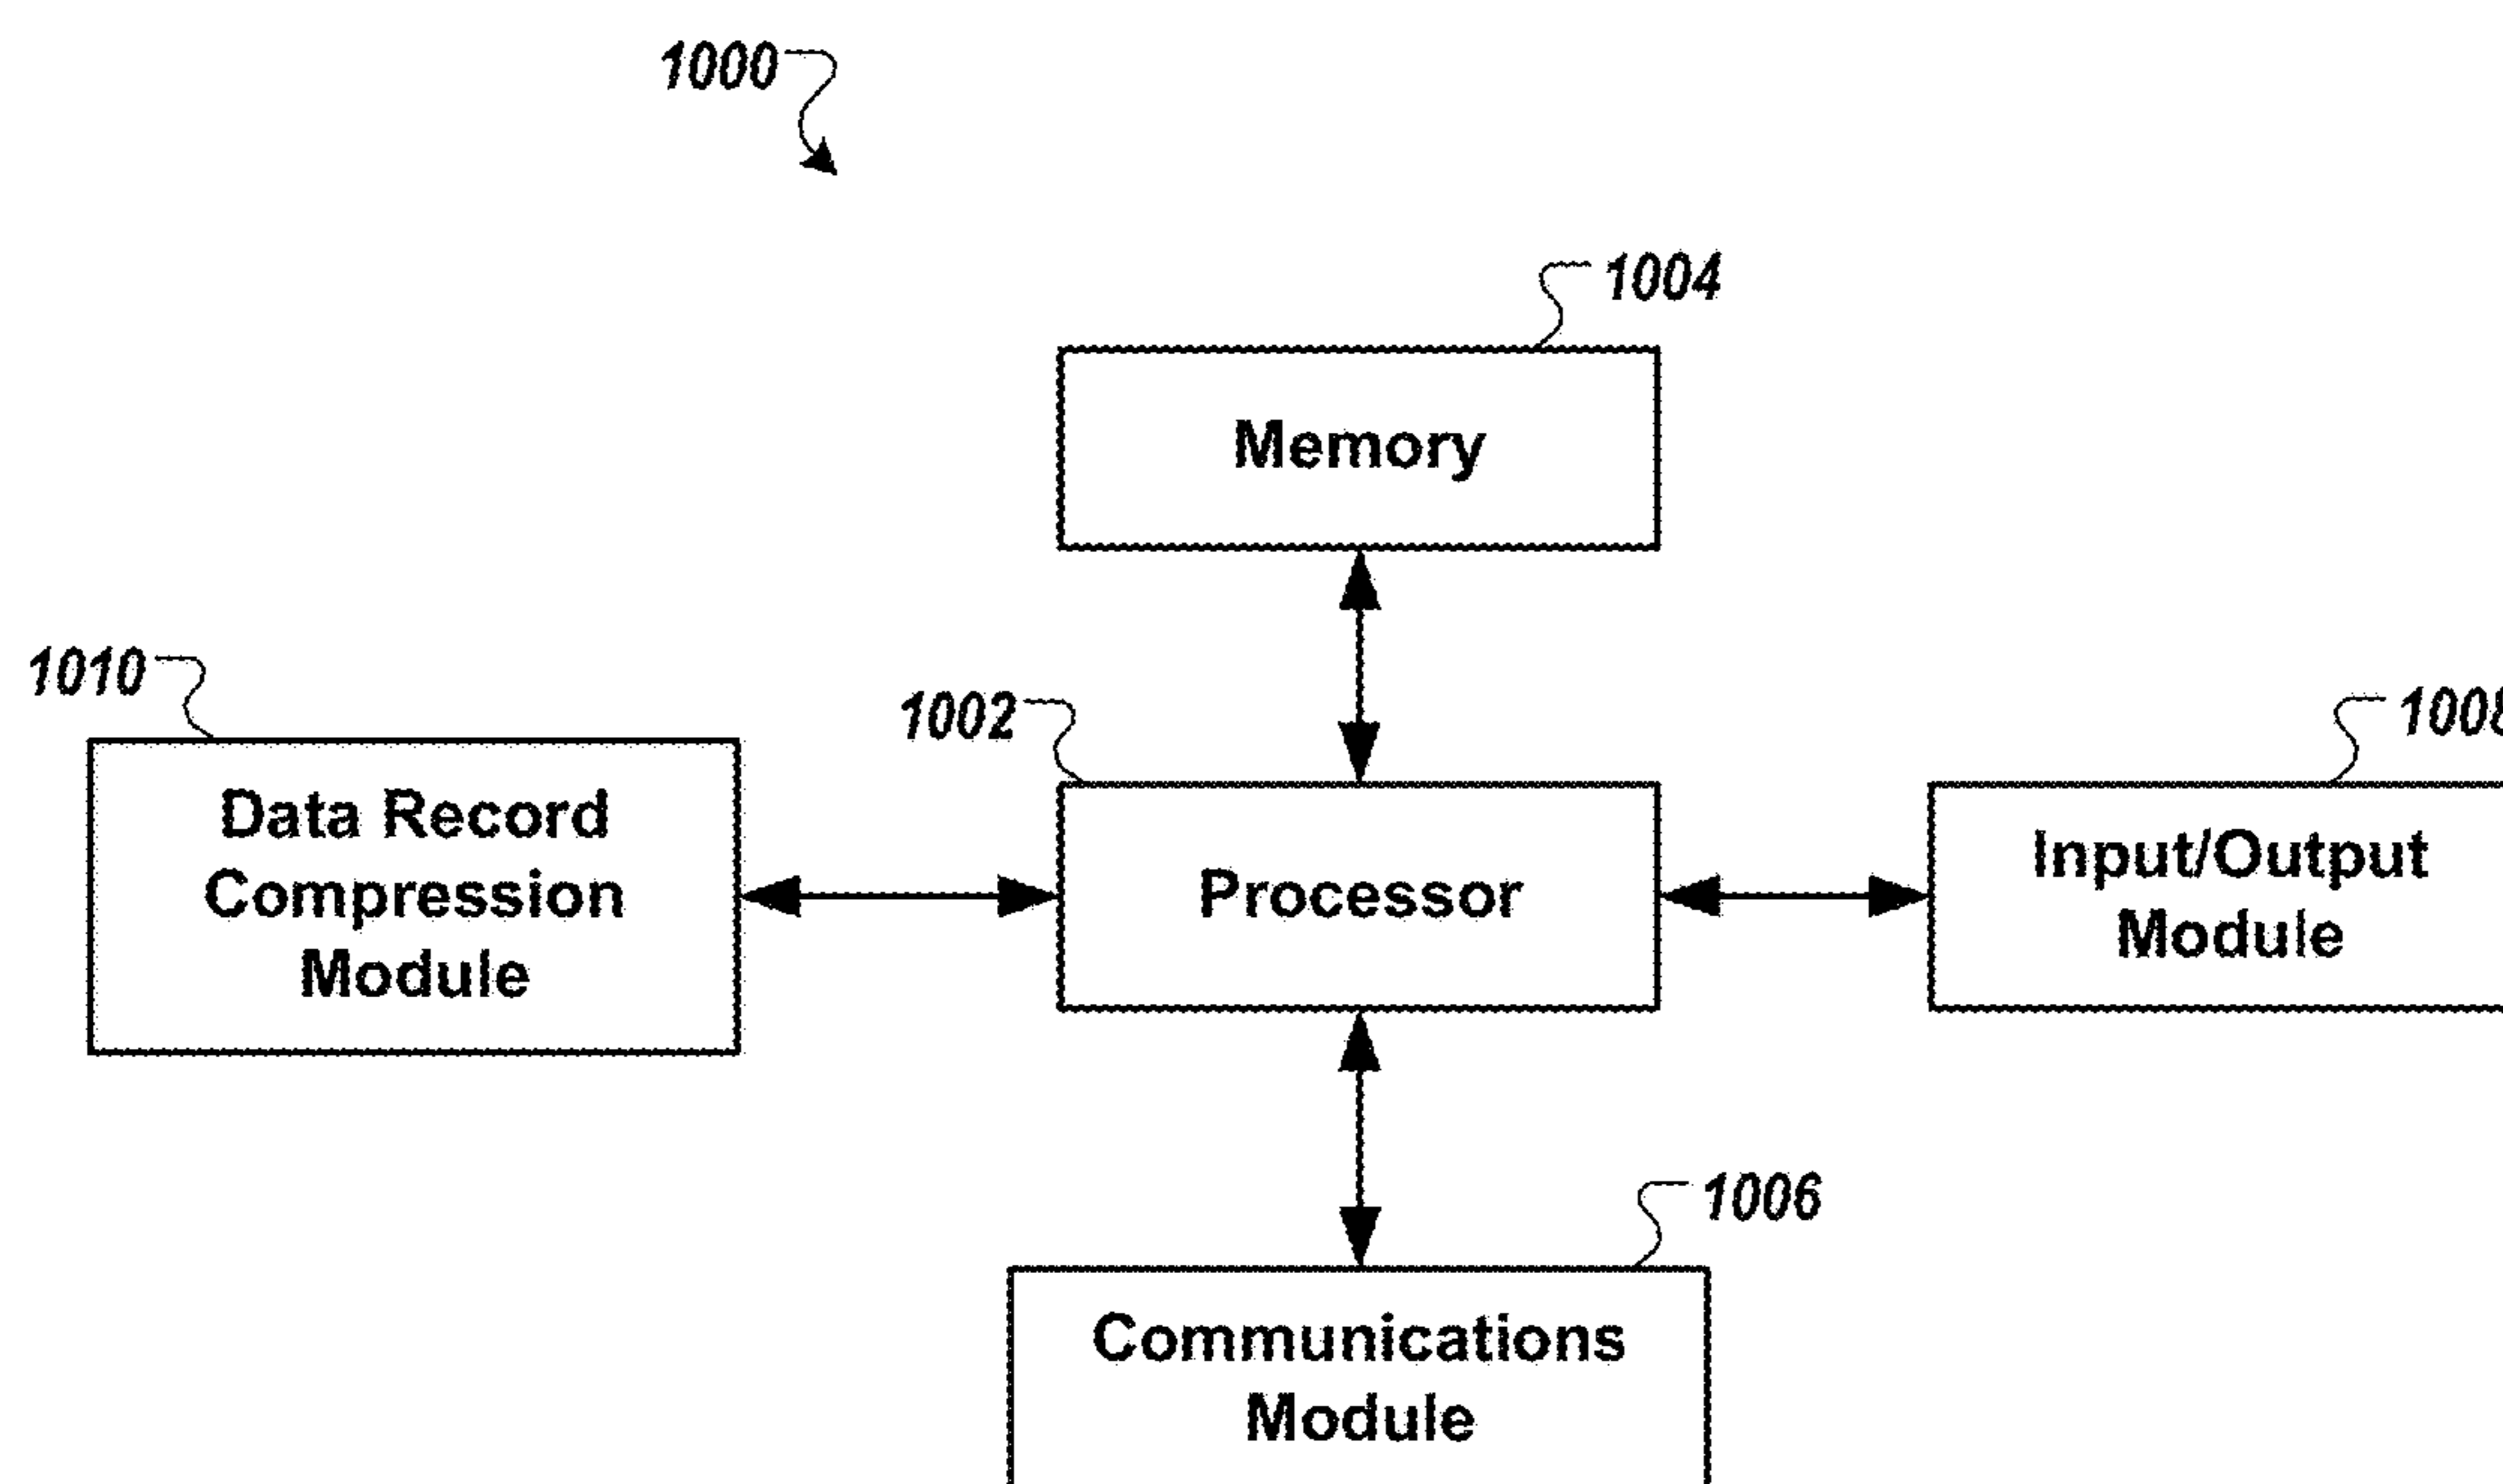 1000
1004
Memory
1010
1002
1008
Data Record
Compression
Module
Processor
Input/Output
Module
1006
Communications
Module